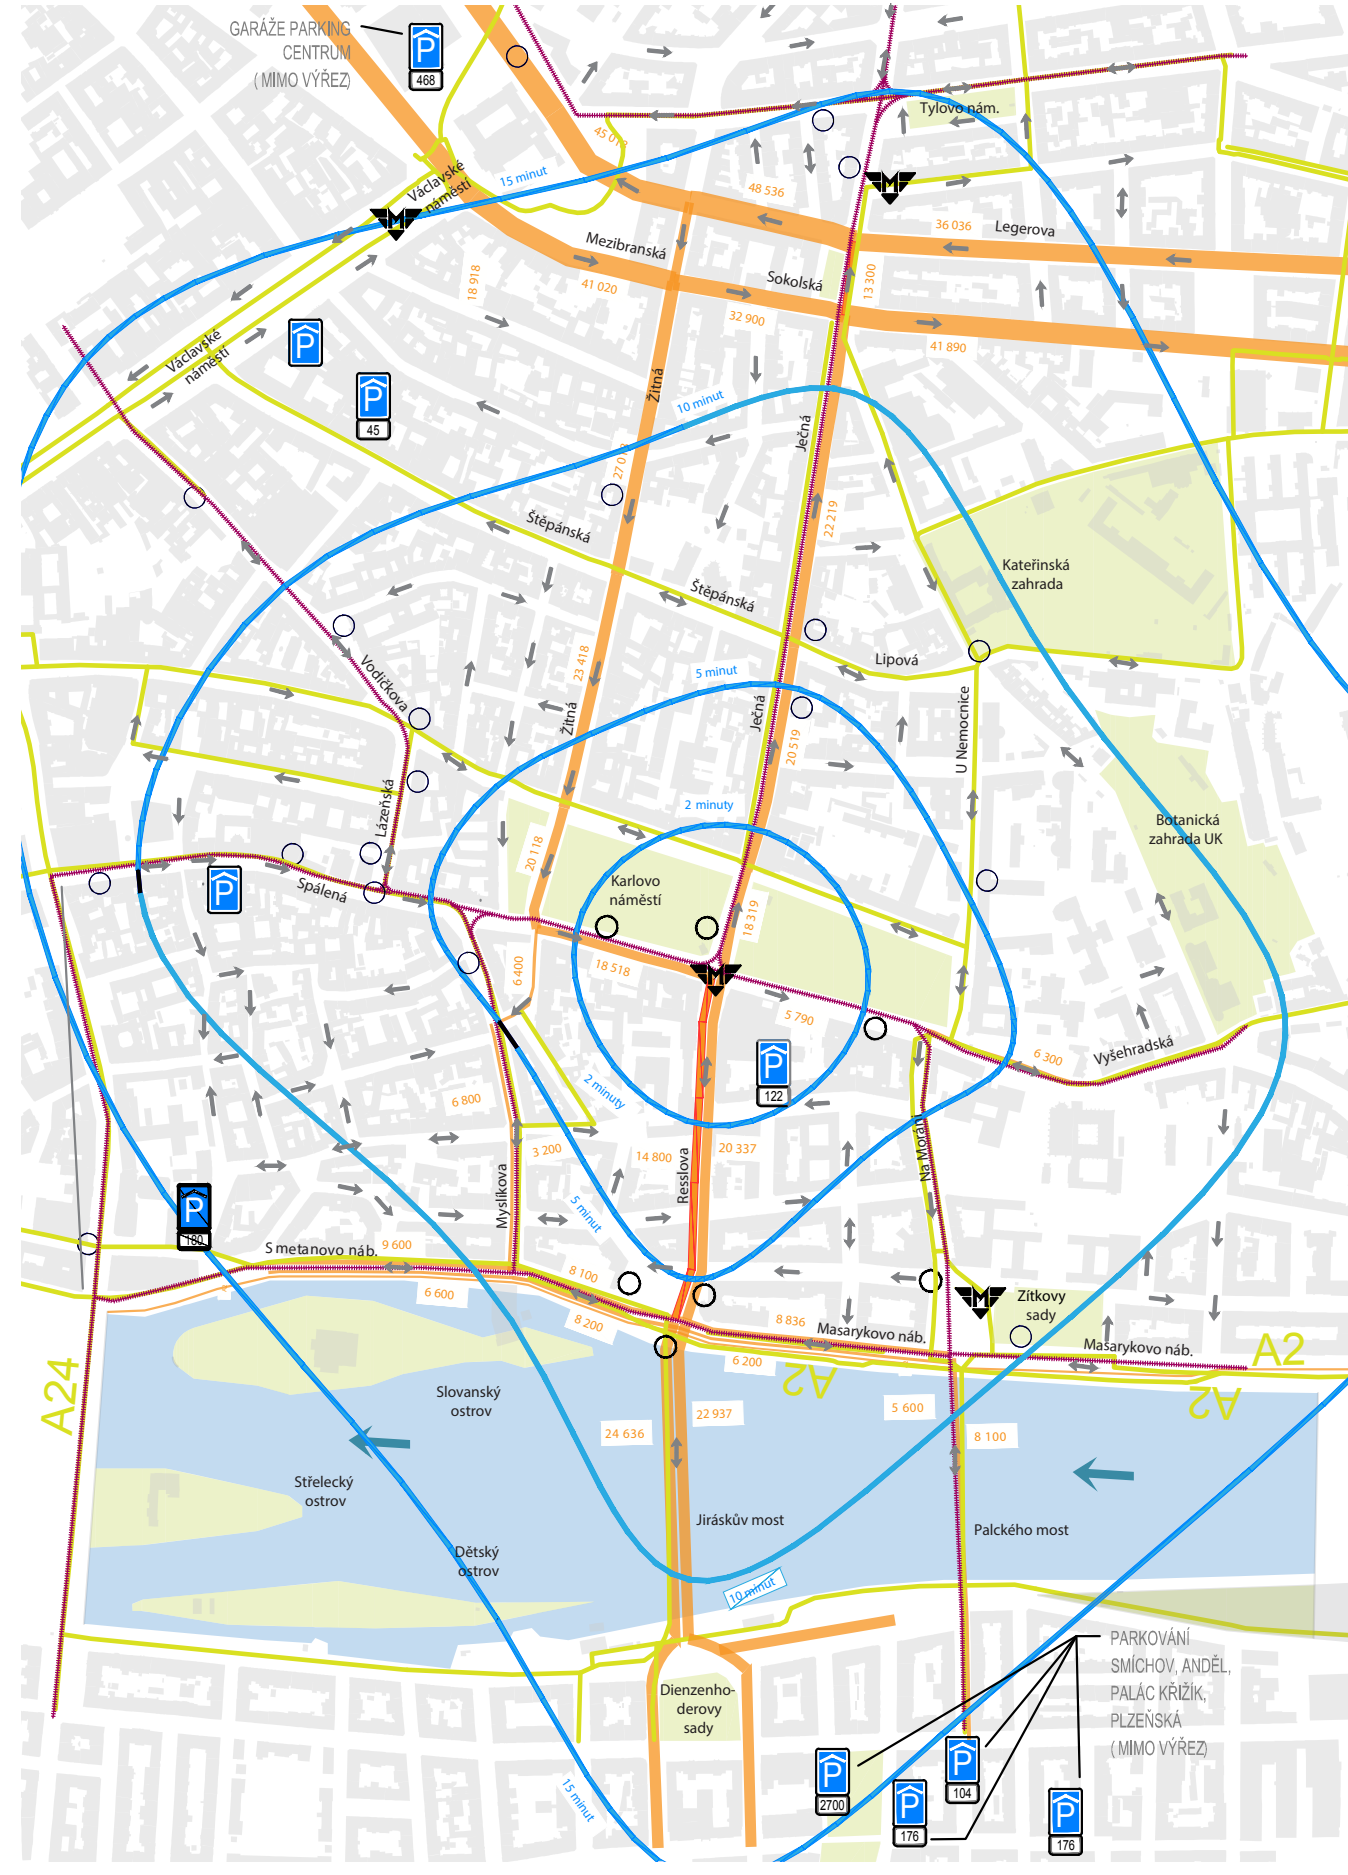 GARÁŽE PARKING
CENTRUM
( MIMO VÝŘEZ)
P
468
Tylovo nám.
Václavské
náměstí
15 minut
48 536
36 036
Legerova
Mezibranská
41 020
18 918
Sokolská
32 900
13 300
41 890
Václavské
náměstí
P
P
45
Žitná
10 minut
Ječná
Štěpánská
22 219
Kateřinská
zahrada
Štěpánská
Lipová
Vodičkova
23 418
Žitná
5 minut
Ječná
20 519
U Nemocnice
Lázeňská
2 minuty
Botanická
zahrada UK
20 118
Karlovo
náměstí
P
Spálená
18 319
6 400
18 518
5 790
6 300
Vyšehradská
P
122
2 minuty
6 800
3 200
14 800
20 337
Resslova
Na Moráni
Myslíkova
P
180
5 minut
Smetanovo náb.
9 600
8 100
6 600
8 200
8 836
Masarykovo náb.
6 200
Zítkovy
sady
Masarykovo náb.
A2
A2
A2
A24
Slovanský
ostrov
24 636
22 937
5 600
8 100
Střelecký
ostrov
Jiráskův most
Palckého most
Dětský
ostrov
10 minut
Dienzenho-
derovy
sady
PARKOVÁNÍ
SMÍCHOV, ANDĚL,
PALÁC KŘIŽÍK,
PLZEŇSKÁ
( MIMO VÝŘEZ)
15 minut
P
2700
P
176
P
104
P
176